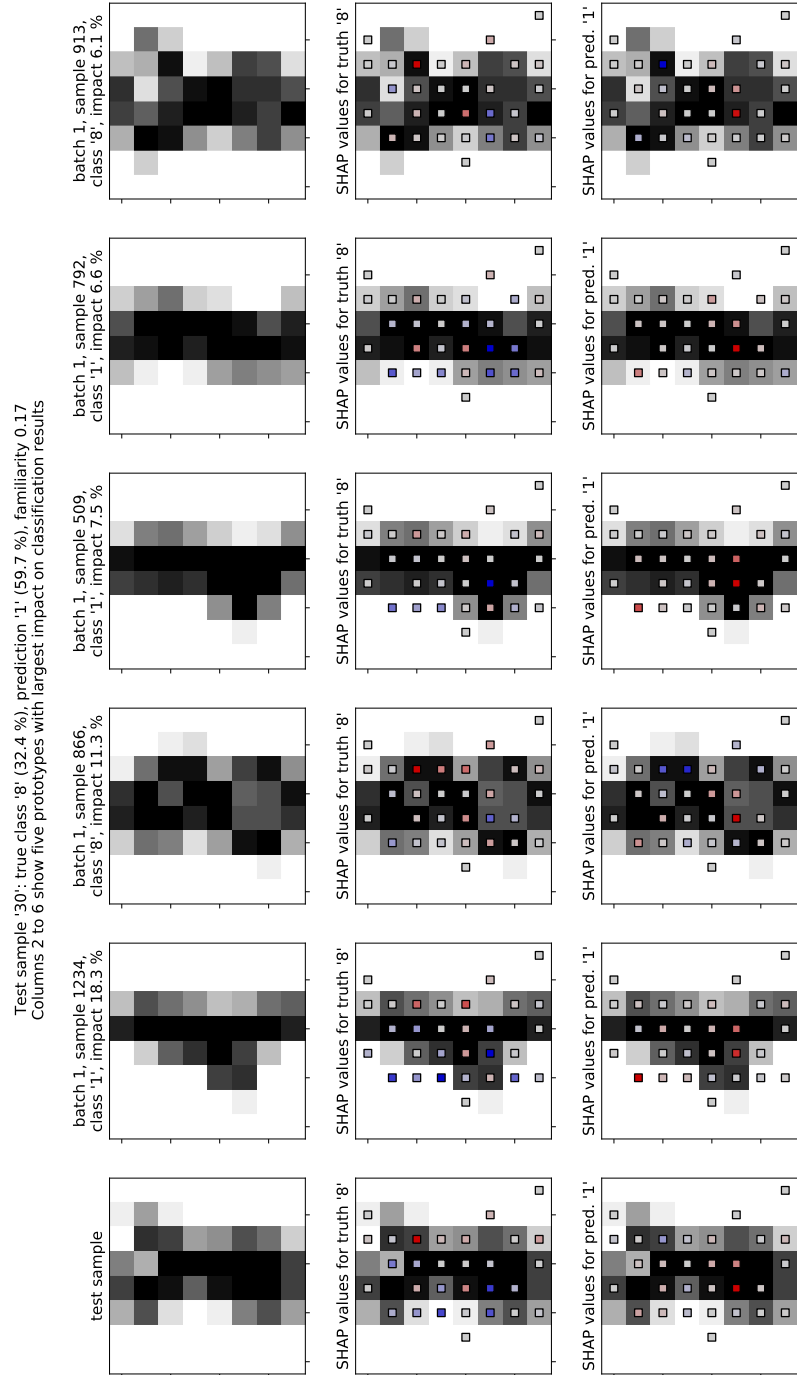 Test sample '30': true class '8' (32.4 %), prediction '1' (59.7 %), familiarity 0.17
Columns 2 to 6 show five prototypes with largest impact on classification results
test sample
batch 1, sample 1234,
class '1', impact 18.3 %
batch 1, sample 866,
class '8', impact 11.3 %
batch 1, sample 509,
class '1', impact 7.5 %
batch 1, sample 792,
class '1', impact 6.6 %
batch 1, sample 913,
class '8', impact 6.1 %
SHAP values for truth '8'
SHAP values for truth '8'
SHAP values for truth '8'
SHAP values for truth '8'
SHAP values for truth '8'
SHAP values for truth '8'
SHAP values for pred. '1'
SHAP values for pred. '1'
SHAP values for pred. '1'
SHAP values for pred. '1'
SHAP values for pred. '1'
SHAP values for pred. '1'